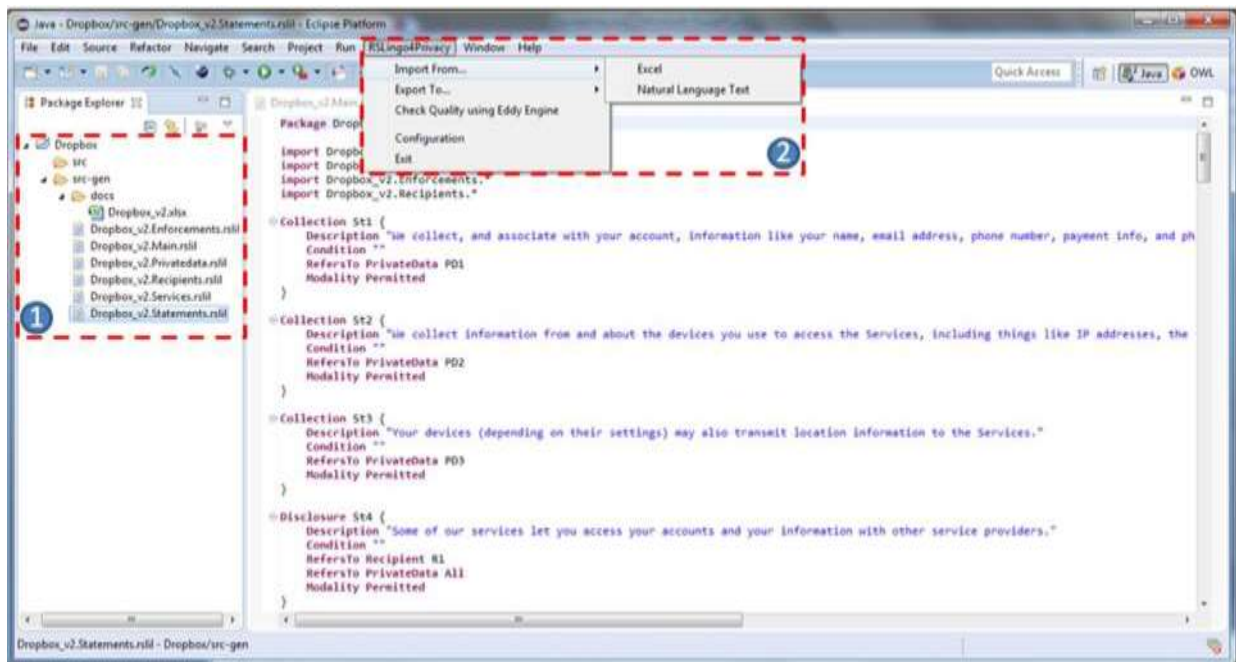 Java - Dropbox/src-gen/Dropbox_v2.Statements.rslil - Eclipse Platform
File Edit Source Refactor Navigate Search Project Run RSLingo4Privacy Window Help
Import From...
Export To...
Check Quality using Eddy Engine
Configuration
Exit
Excel
Natural Language Text
2
Quick Access
Java
OWL
Package Explorer
Dropbox
src
src-gen
docs
Dropbox_v2.xlsx
Dropbox_v2.Enforcements.rslil
Dropbox_v2.Main.rslil
Dropbox_v2.Privatedata.rslil
Dropbox_v2.Recipients.rslil
Dropbox_v2.Services.rslil
Dropbox_v2.Statements.rslil
1
Dropbox_v2.Main
Package Drop
import Dropb
import Dropb
import Dropbox_v2.Enforcements.*
import Dropbox_v2.Recipients.*
Collection St1 {
Description "We collect, and associate with your account, information like your name, email address, phone number, payment info, and ph
Condition ""
RefersTo PrivateData PD1
Modality Permitted
}
Collection St2 {
Description "We collect information from and about the devices you use to access the Services, including things like IP addresses, the
Condition ""
RefersTo PrivateData PD2
Modality Permitted
}
Collection St3 {
Description "Your devices (depending on their settings) may also transmit location information to the Services."
Condition ""
RefersTo PrivateData PD3
Modality Permitted
}
Disclosure St4 {
Description "Some of our services let you access your accounts and your information with other service providers."
Condition ""
RefersTo Recipient R1
RefersTo PrivateData All
Modality Permitted
}
Dropbox_v2.Statements.rslil - Dropbox/src-gen